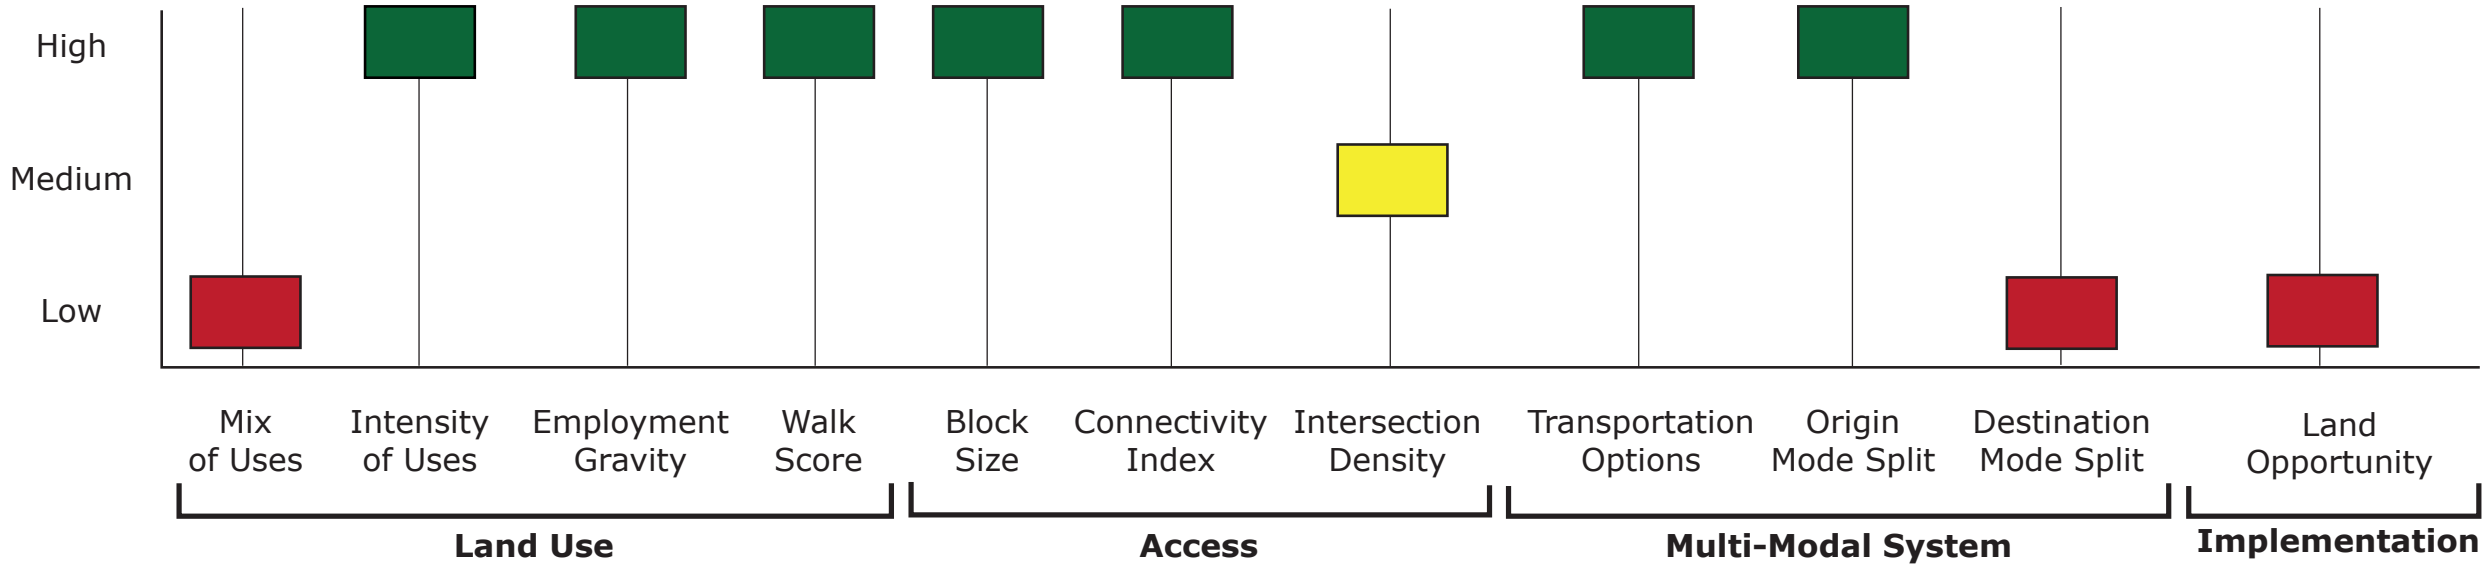 High
Medium
Low
Mix
of Uses
Intensity
of Uses
Employment
Gravity
Walk
Score
Block
Size
Connectivity
Index
Intersection
Density
Transportation
Options
Origin
Mode Split
Destination
Mode Split
Land
Opportunity
Land Use
Access
Multi-Modal System
Implementation